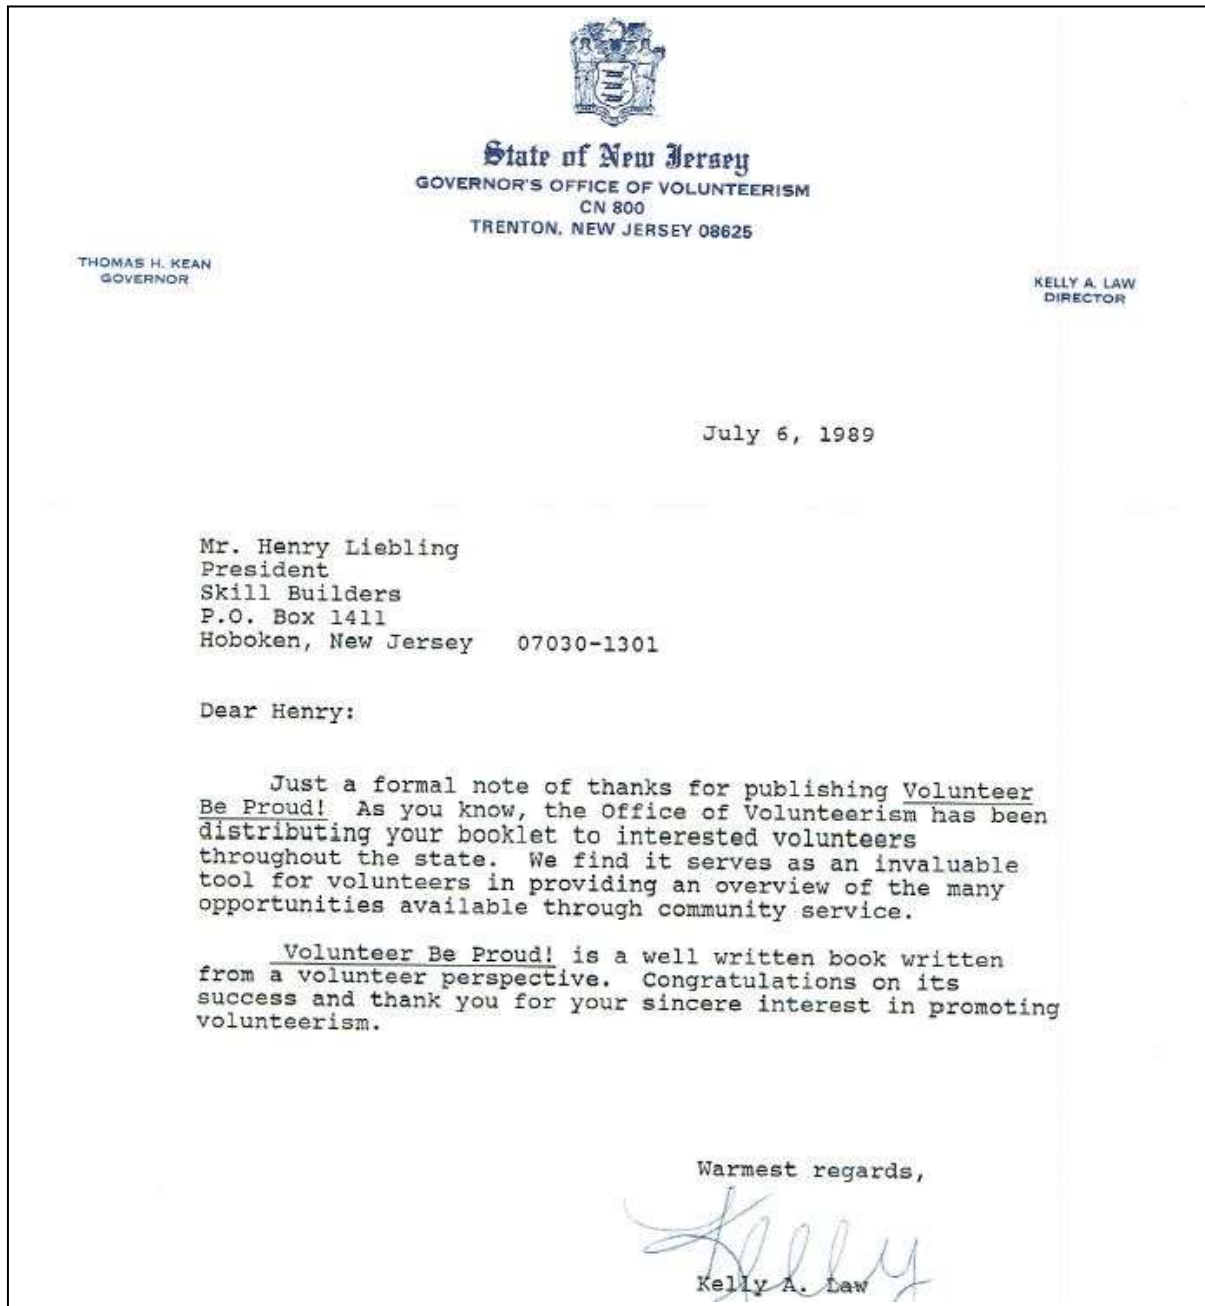 State of New Jersey
GOVERNOR'S OFFICE OF VOLUNTEERISM
CN 800
TRENTON, NEW JERSEY 08625
THOMAS H. KEAN
GOVERNOR
KELLY A. LAW
DIRECTOR
July 6, 1989
Mr. Henry Liebling
President
Skill Builders
P.O. Box 1411
Hoboken, New Jersey 07030-1301
Dear Henry:
Just a formal note of thanks for publishing Volunteer
Be Proud! As you know, the Office of Volunteerism has been
distributing your booklet to interested volunteers
throughout the state. We find it serves as an invaluable
tool for volunteers in providing an overview of the many
opportunities available through community service.
Volunteer Be Proud! is a well written book written
from a volunteer perspective. Congratulations on its
success and thank you for your sincere interest in promoting
volunteerism.
Warmest regards,
Kelly
Kelly A. Law